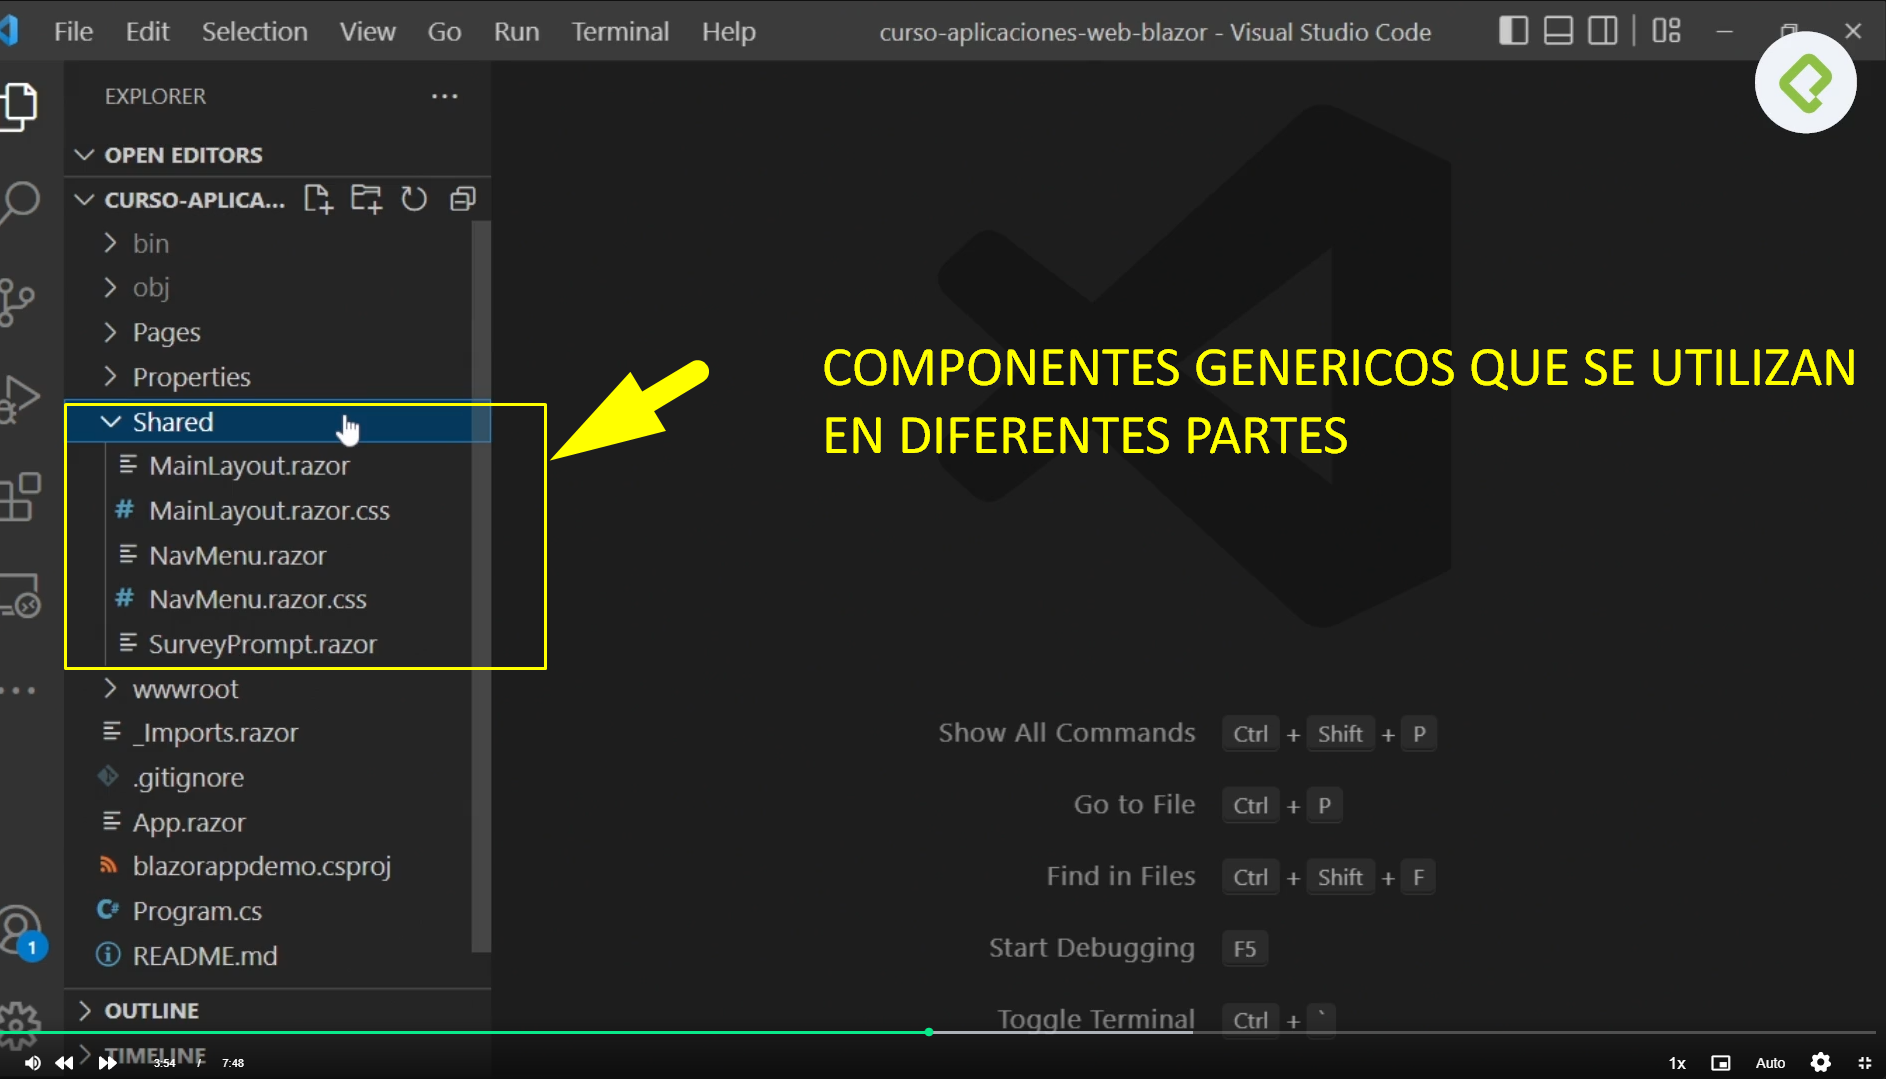 File Edit Selection View Go Run Terminal Help
curso-aplicaciones-web-blazor - Visual Studio Code
EXPLORER
OPEN EDITORS
CURSO-APLICA...
bin
obj
Pages
Properties
Shared
MainLayout.razor
MainLayout.razor.css
NavMenu.razor
NavMenu.razor.css
SurveyPrompt.razor
wwwroot
_Imports.razor
.gitignore
App.razor
blazorappdemo.csproj
Program.cs
README.md
OUTLINE
TIMELINE
1
COMPONENTES GENERICOS QUE SE UTILIZAN
EN DIFERENTES PARTES
Show All Commands Ctrl + Shift + P
Go to File Ctrl + P
Find in Files Ctrl + Shift + F
Start Debugging F5
Toggle Terminal Ctrl + `
3:54 / 7:48
1x Auto